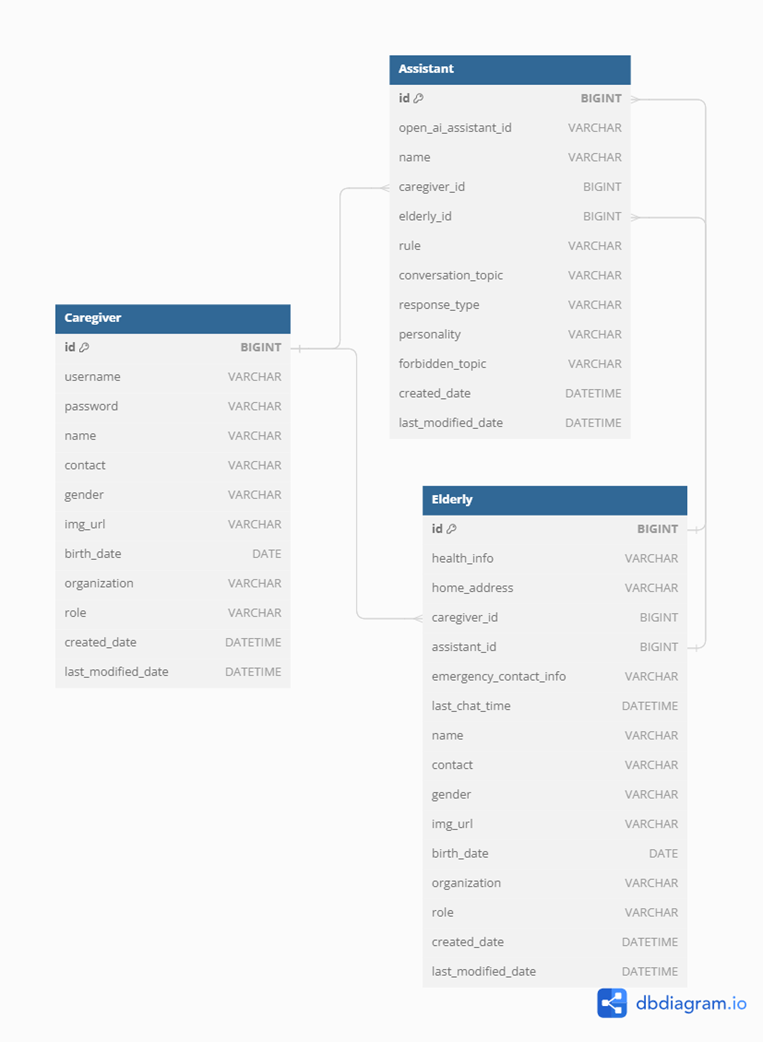 Assistant
id BIGINT
open_ai_assistant_id VARCHAR
name VARCHAR
caregiver_id BIGINT
elderly_id BIGINT
rule VARCHAR
conversation_topic VARCHAR
response_type VARCHAR
personality VARCHAR
forbidden_topic VARCHAR
created_date DATETIME
last_modified_date DATETIME
Caregiver
id BIGINT
username VARCHAR
password VARCHAR
name VARCHAR
contact VARCHAR
gender VARCHAR
img_url VARCHAR
birth_date DATE
organization VARCHAR
role VARCHAR
created_date DATETIME
last_modified_date DATETIME
Elderly
id BIGINT
health_info VARCHAR
home_address VARCHAR
caregiver_id BIGINT
assistant_id BIGINT
emergency_contact_info VARCHAR
last_chat_time DATETIME
name VARCHAR
contact VARCHAR
gender VARCHAR
img_url VARCHAR
birth_date DATE
organization VARCHAR
role VARCHAR
created_date DATETIME
last_modified_date DATETIME
dbdiagram.io